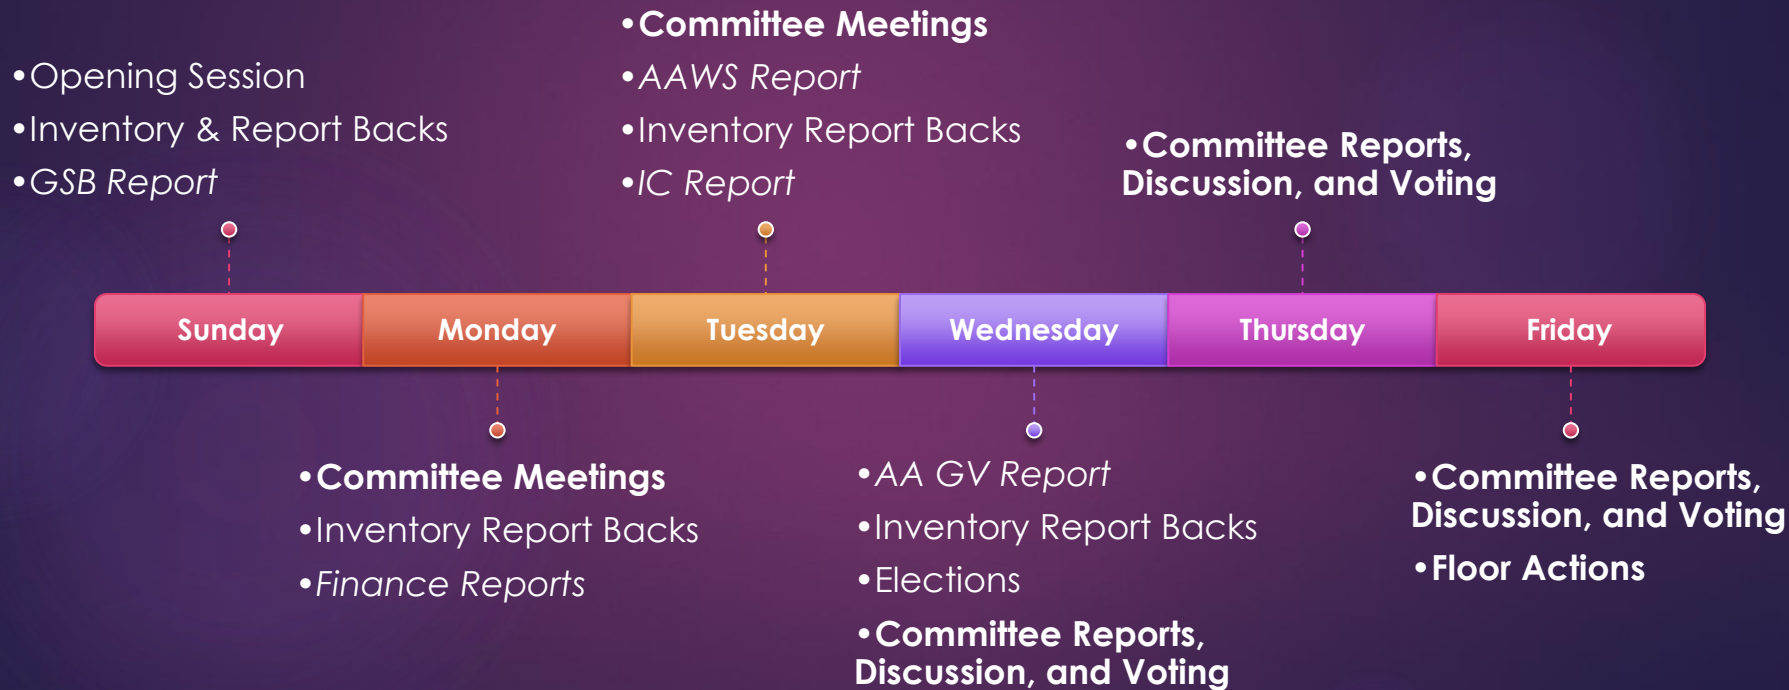 •Opening Session
•Inventory & Report Backs
•GSB Report
•Committee Meetings
•AAWS Report
•Inventory Report Backs
•IC Report
•Committee Reports,
Discussion, and Voting
Sunday
Monday
Tuesday
Wednesday
Thursday
Friday
•Committee Meetings
•Inventory Report Backs
•Finance Reports
•AA GV Report
•Inventory Report Backs
•Elections
•Committee Reports,
Discussion, and Voting
•Committee Reports,
Discussion, and Voting
•Floor Actions